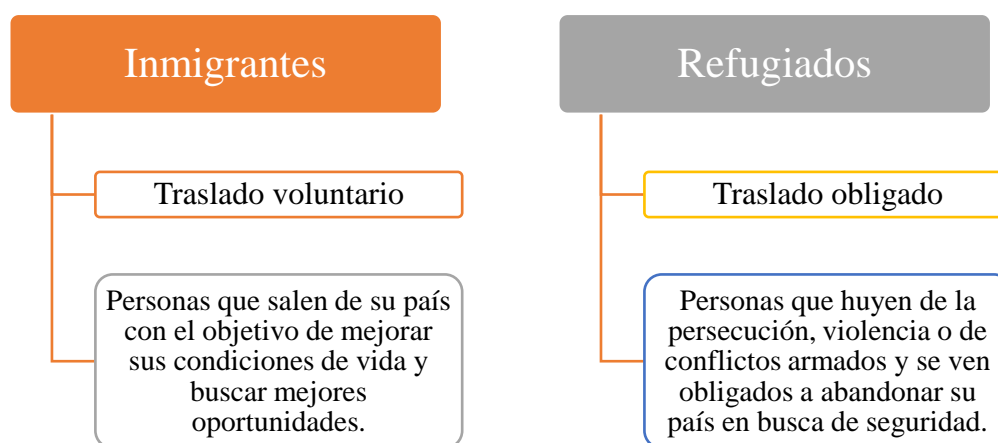 Inmigrantes
Traslado voluntario
Personas que salen de su país
con el objetivo de mejorar
sus condiciones de vida y
buscar mejores
oportunidades.
Refugiados
Traslado obligado
Personas que huyen de la
persecución, violencia o de
conflictos armados y se ven
obligados a abandonar su
país en busca de seguridad.